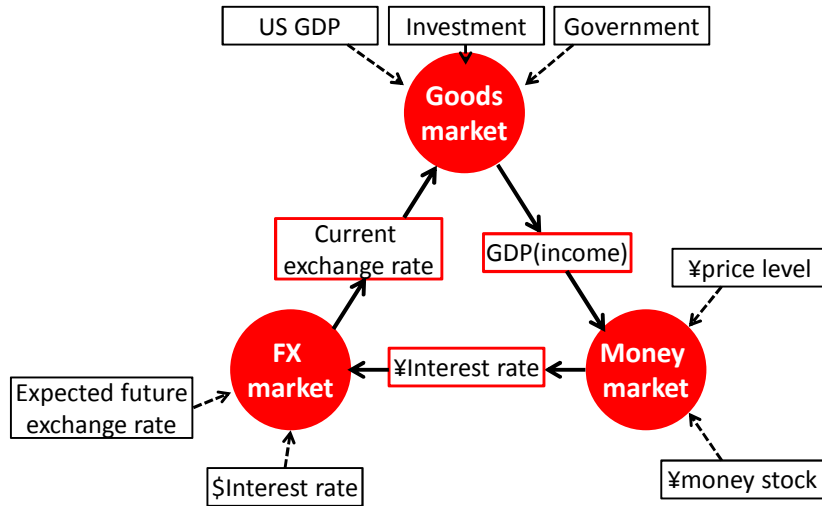 US GDP
Investment
Government
Goods
market
Current
exchange rate
GDP(income)
¥price level
FX
market
¥Interest rate
Money
market
Expected future
exchange rate
$Interest rate
¥money stock